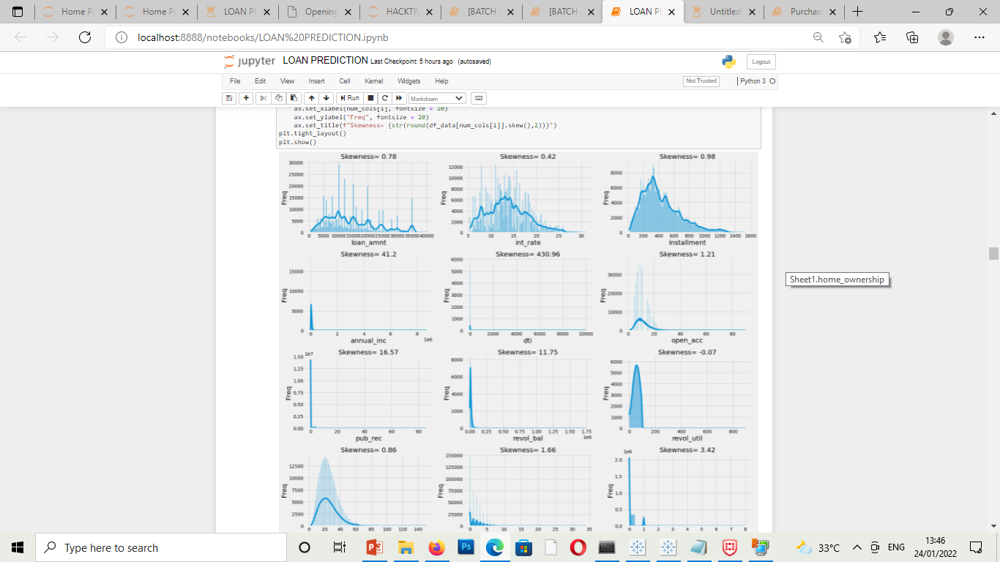 Home Pa
Home Pa
LOAN PR
Opening
HACKTIV
[BATCH
[BATCH
LOAN PR
Untitled
Purchase
localhost:8888/notebooks/LOAN%20PREDICTION.ipynb
jupyter LOAN PREDICTION Last Checkpoint: 5 hours ago (autosaved)
Logout
File Edit View Insert Cell Kernel Widgets Help
Not Trusted
Python 3
Run
Markdown
ax.set_xlabel(num_cols[i], fontsize = 20)
ax.set_ylabel("Freq", fontsize = 20)
ax.set_title(f"Skewness= {str(round(df_data[num_cols[i]].skew(),2))}")
plt.tight_layout()
plt.show()
Skewness= 0.78
30000
25000
20000
15000
10000
5000
0
Freq
0 5000 10000 15000 20000 25000 30000 35000 40000
loan_amnt
Skewness= 0.42
12000
10000
8000
6000
4000
2000
0
Freq
5 10 15 20 25 30
int_rate
Skewness= 0.98
8000
6000
4000
2000
0
Freq
0 200 400 600 800 1000 1200 1400 1600
installment
Skewness= 41.2
15000
10000
5000
0
Freq
0 2 4 6 8
1e6
annual_inc
Skewness= 430.96
6000
5000
4000
3000
2000
1000
0
Freq
0 2000 4000 6000 8000 10000
dti
Skewness= 1.21
30000
20000
10000
0
Freq
0 20 40 60 80
open_acc
Sheet1.home_ownership
Skewness= 16.57
1e7
1.50
1.25
1.00
0.75
0.50
0.25
0.00
Freq
0 20 40 60 80
pub_rec
Skewness= 11.75
8000
6000
4000
2000
0
Freq
0.00 0.25 0.50 0.75 1.00 1.25 1.50 1.75
1e6
revol_bal
Skewness= -0.07
6000
5000
4000
3000
2000
1000
0
Freq
0 200 400 600 800
revol_util
Skewness= 0.86
12500
10000
7500
5000
2500
0
Freq
0 20 40 60 80 100 120 140
Skewness= 1.66
150000
125000
100000
75000
50000
25000
0
Freq
0 5 10 15 20 25 30 35
Skewness= 3.42
1e6
2.0
1.5
1.0
0.5
0.0
Freq
0 1 2 3 4 5 6 7 8
Type here to search
33°C
ENG
13:46
24/01/2022